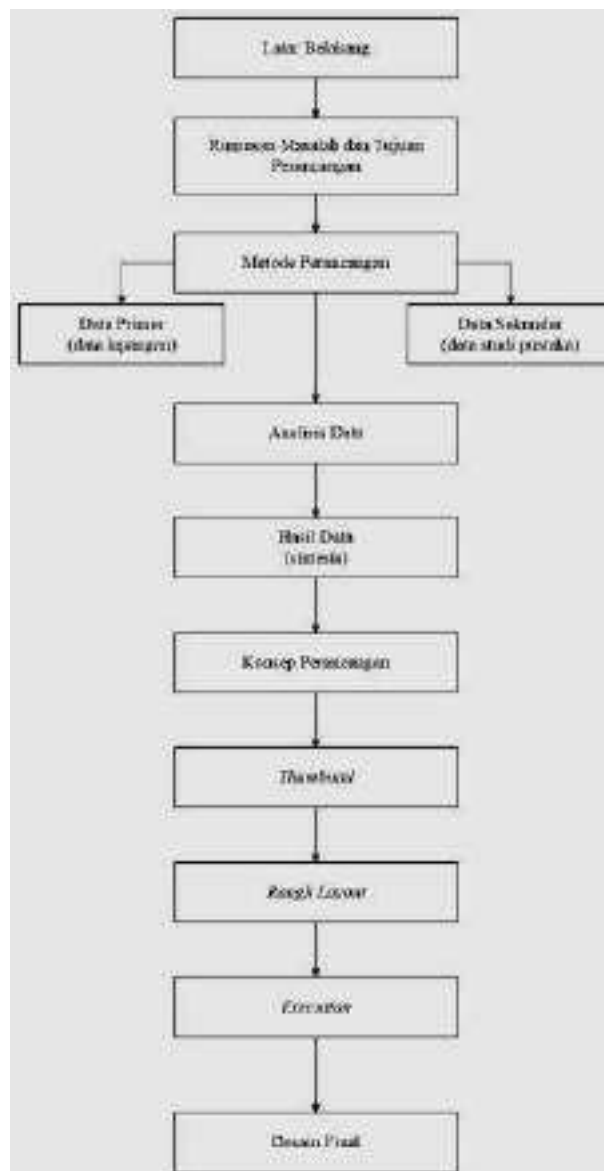 Latar Belakang
Rumusan Masalah dan Tujuan
Perancangan
Metode Perancangan
Data Primer
(data lapangan)
Data Sekunder
(data studi pustaka)
Analisis Data
Hasil Data
(sintesis)
Konsep Perancangan
Thumbnail
Rough Layout
Execution
Desain Final